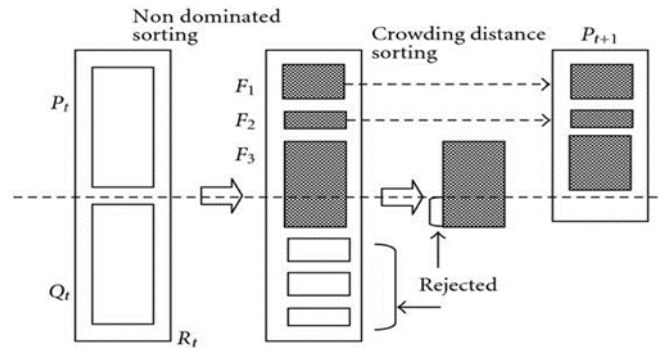 Non dominated
sorting
Crowding distance
sorting
P_{t+1}
P_t
F_1
F_2
F_3
Q_t
R_t
Rejected